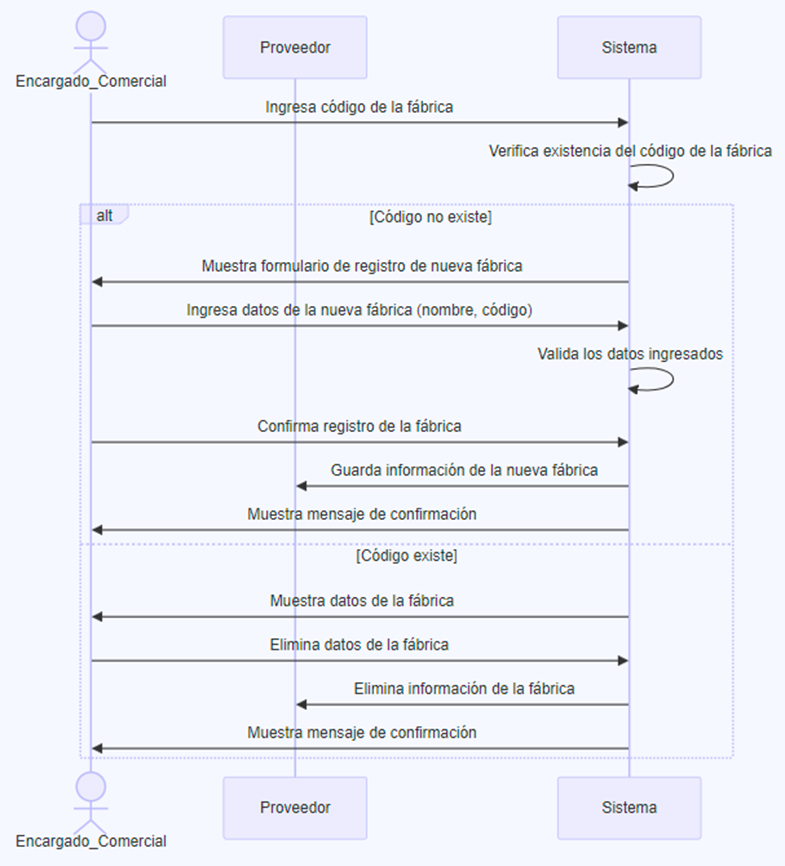 Encargado_Comercial
Proveedor
Sistema
Ingresa código de la fábrica
Verifica existencia del código de la fábrica
alt
[Código no existe]
Muestra formulario de registro de nueva fábrica
Ingresa datos de la nueva fábrica (nombre, código)
Valida los datos ingresados
Confirma registro de la fábrica
Guarda información de la nueva fábrica
Muestra mensaje de confirmación
[Código existe]
Muestra datos de la fábrica
Elimina datos de la fábrica
Elimina información de la fábrica
Muestra mensaje de confirmación
Encargado_Comercial
Proveedor
Sistema